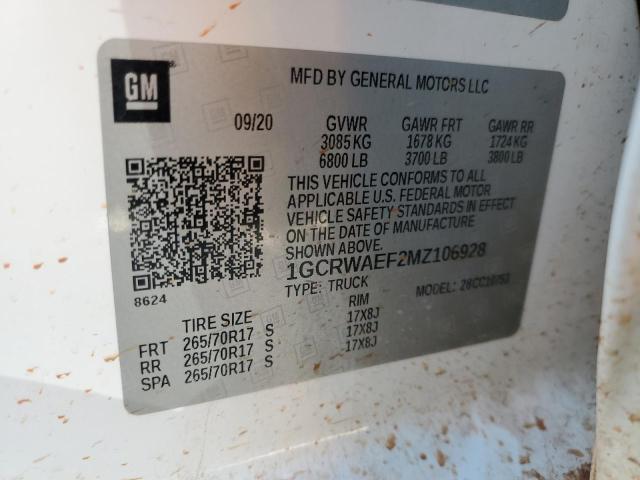 GM
MFD BY GENERAL MOTORS LLC
09/20 GVWR GAWR FRT GAWR RR
3085 KG 1678 KG 1724 KG
6800 LB 3700 LB 3800 LB
THIS VEHICLE CONFORMS TO ALL
APPLICABLE U.S. FEDERAL MOTOR
VEHICLE SAFETY STANDARDS IN EFFECT
ON THE DATE OF MANUFACTURE
SHOWN ABOVE.
1GCRWAEF2MZ106928
8624
TYPE: TRUCK MODEL:
TIRE SIZE RIM
FRT 265/70R17 S 17X8J
RR 265/70R17 S 17X8J
SPA 265/70R17 S 17X8J